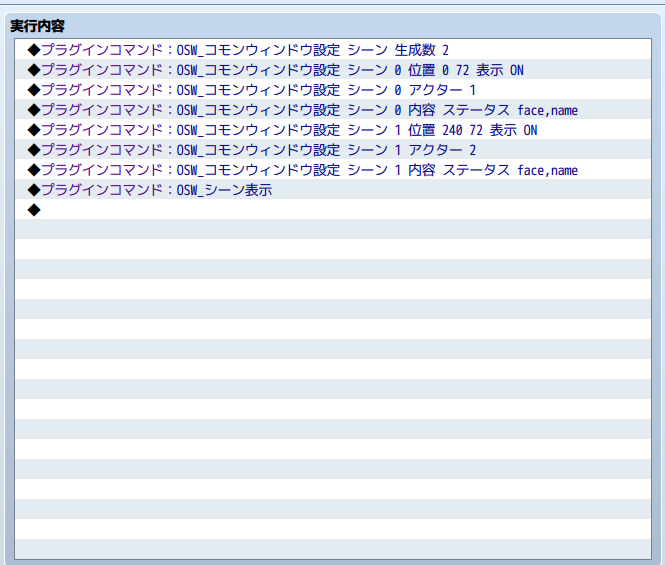 実行内容
◆プラグインコマンド：OSW_コモンウィンドウ設定 シーン 生成数 2
◆プラグインコマンド：OSW_コモンウィンドウ設定 シーン 0 位置 0 72 表示 ON
◆プラグインコマンド：OSW_コモンウィンドウ設定 シーン 0 アクター 1
◆プラグインコマンド：OSW_コモンウィンドウ設定 シーン 0 内容 ステータス face,name
◆プラグインコマンド：OSW_コモンウィンドウ設定 シーン 1 位置 240 72 表示 ON
◆プラグインコマンド：OSW_コモンウィンドウ設定 シーン 1 アクター 2
◆プラグインコマンド：OSW_コモンウィンドウ設定 シーン 1 内容 ステータス face,name
◆プラグインコマンド：OSW_シーン表示
◆